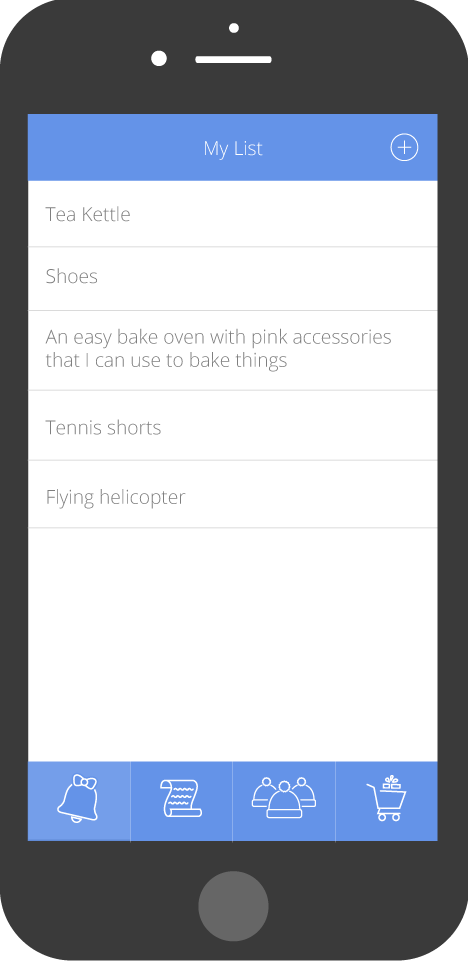 My List
Tea Kettle
Shoes
An easy bake oven with pink accessories
that I can use to bake things
Tennis shorts
Flying helicopter